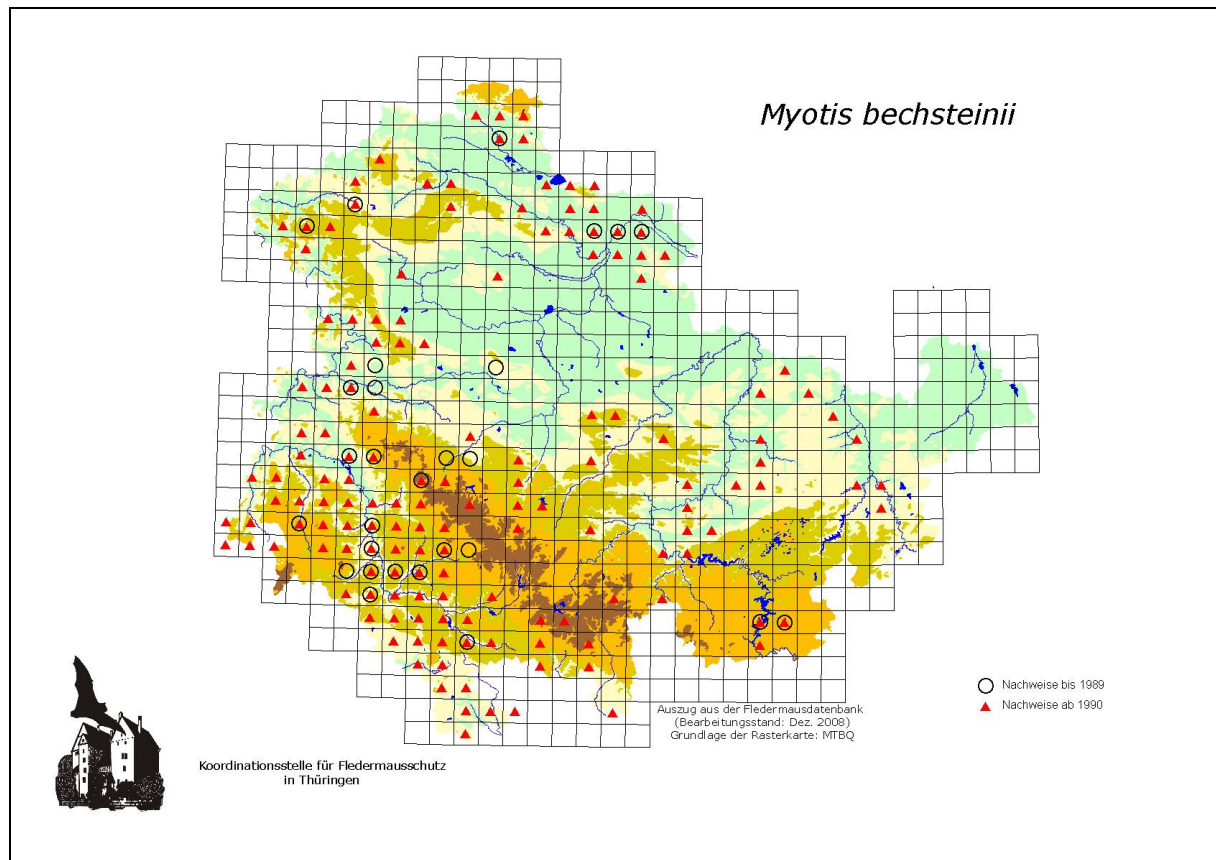 Myotis bechsteinii
Nachweise bis 1989
Nachweise ab 1990
Auszug aus der Fledermausdatenbank
(Bearbeitungsstand: Dez. 2008)
Grundlage der Rasterkarte: MTBQ
Koordinationsstelle für Fledermausschutz
in Thüringen